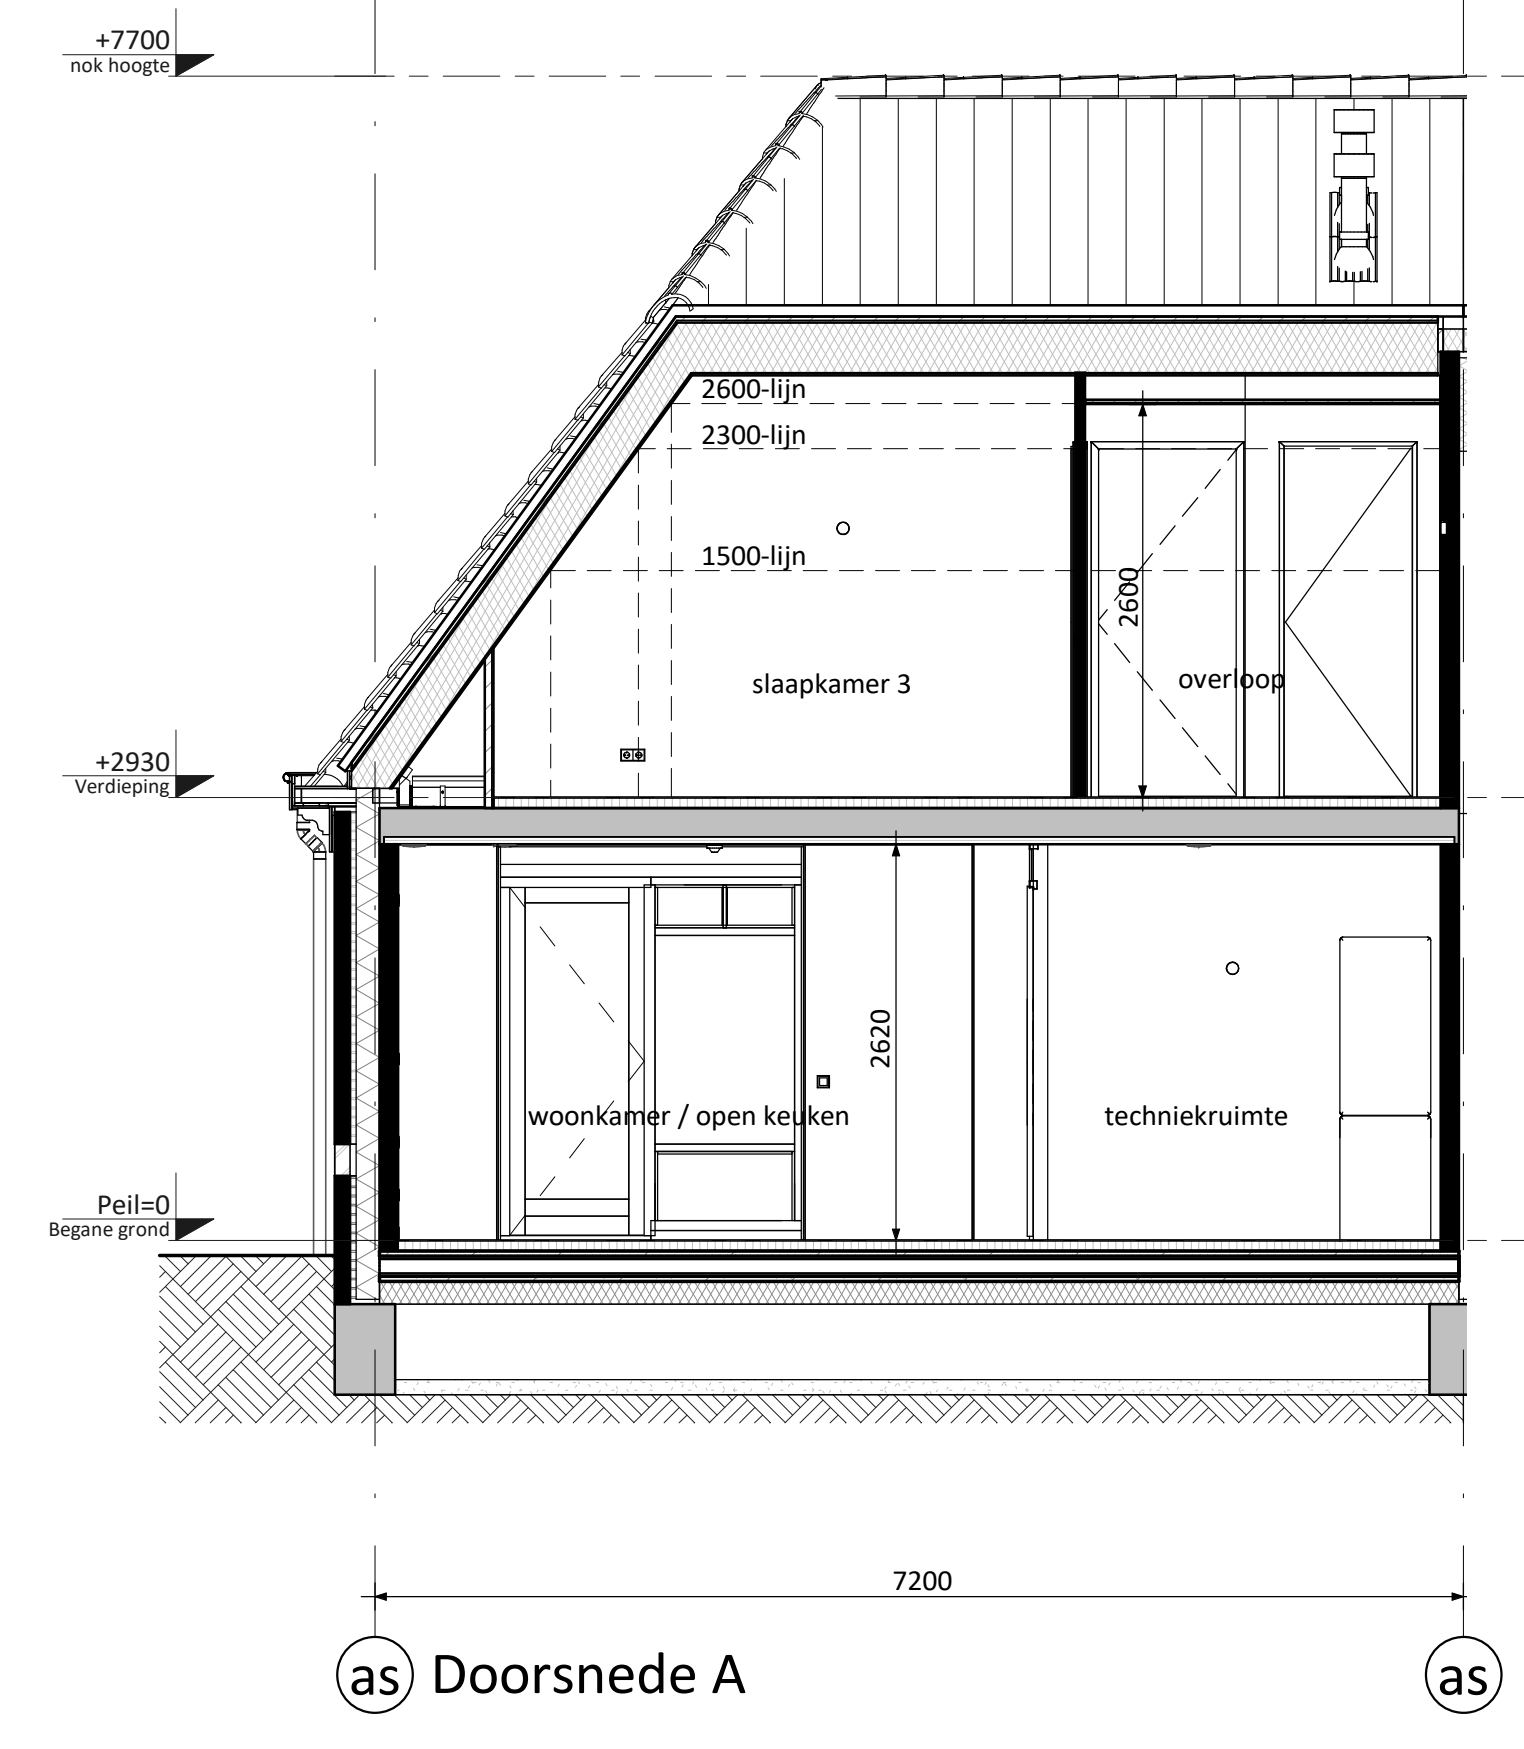 +7700
nok hoogte
2600-lijn
2300-lijn
1500-lijn
2600
slaapkamer 3
overloop
+2930
Verdieping
2620
woonkamer / open keuken
techniekruimte
Peil=0
Begane grond
7200
as
Doorsnede A
as